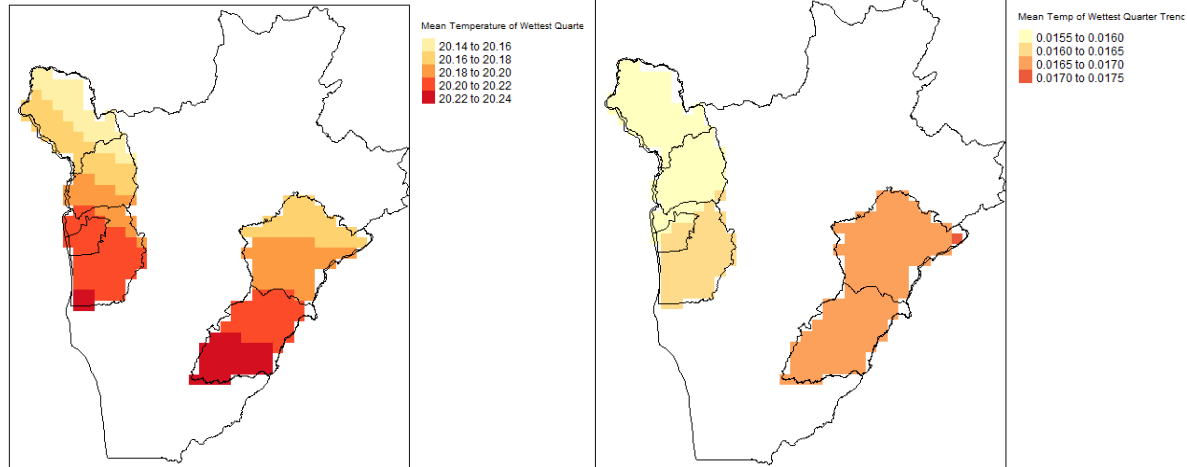 Mean Temperature of Wettest Quarte
20.14 to 20.16
20.16 to 20.18
20.18 to 20.20
20.20 to 20.22
20.22 to 20.24
Mean Temp of Wettest Quarter Trenc
0.0155 to 0.0160
0.0160 to 0.0165
0.0165 to 0.0170
0.0170 to 0.0175